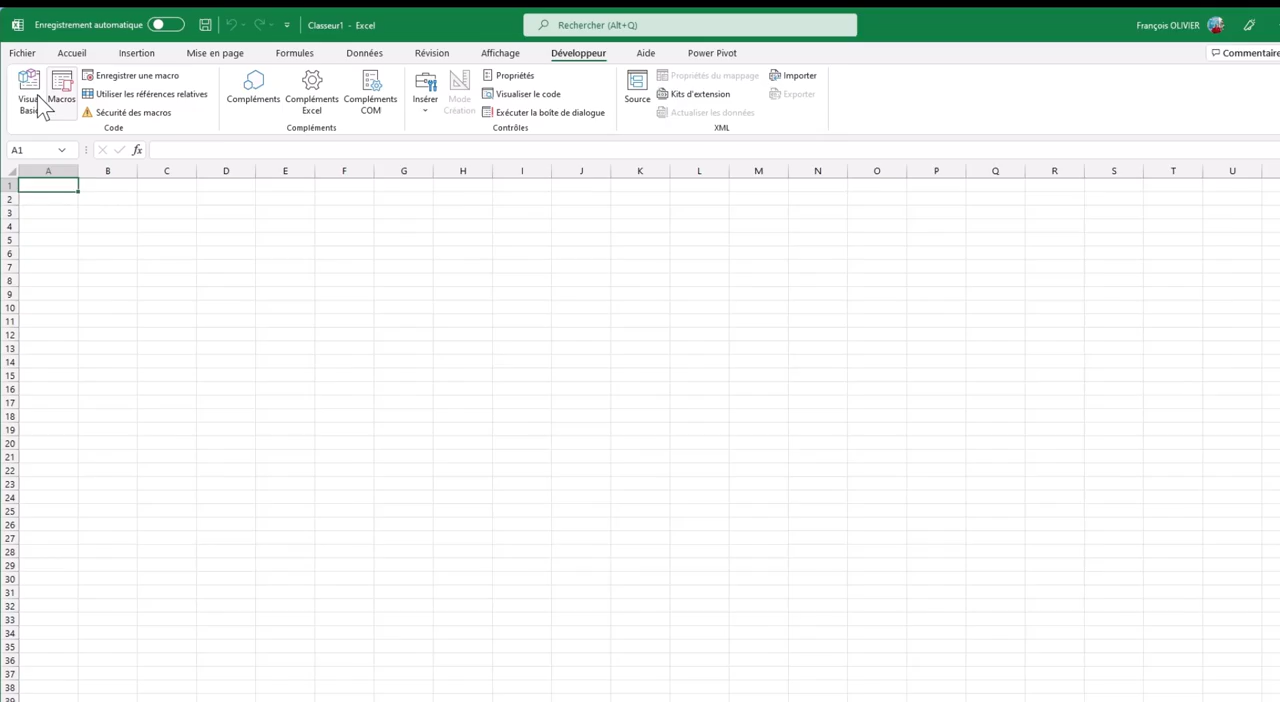 Enregistrement automatique
Classeur1 - Excel
Rechercher (Alt+Q)
François OLIVIER
Fichier Accueil Insertion Mise en page Formules Données Révision Affichage Développeur Aide Power Pivot
Macros
Enregistrer une macro
Utiliser les références relatives
Sécurité des macros
Code
Compléments
Compléments
Excel
Compléments
COM
Compléments
Insérer
Mode
Création
Propriétés
Visualiser le code
Exécuter la boîte de dialogue
Contrôles
Source
Propriétés du mappage
Kits d'extension
Actualiser les données
Importer
Exporter
XML
A1
fx
A B C D E F G H I J K L M N O P Q R S T U
1
2
3
4
5
6
7
8
9
10
11
12
13
14
15
16
17
18
19
20
21
22
23
24
25
26
27
28
29
30
31
32
33
34
35
36
37
38